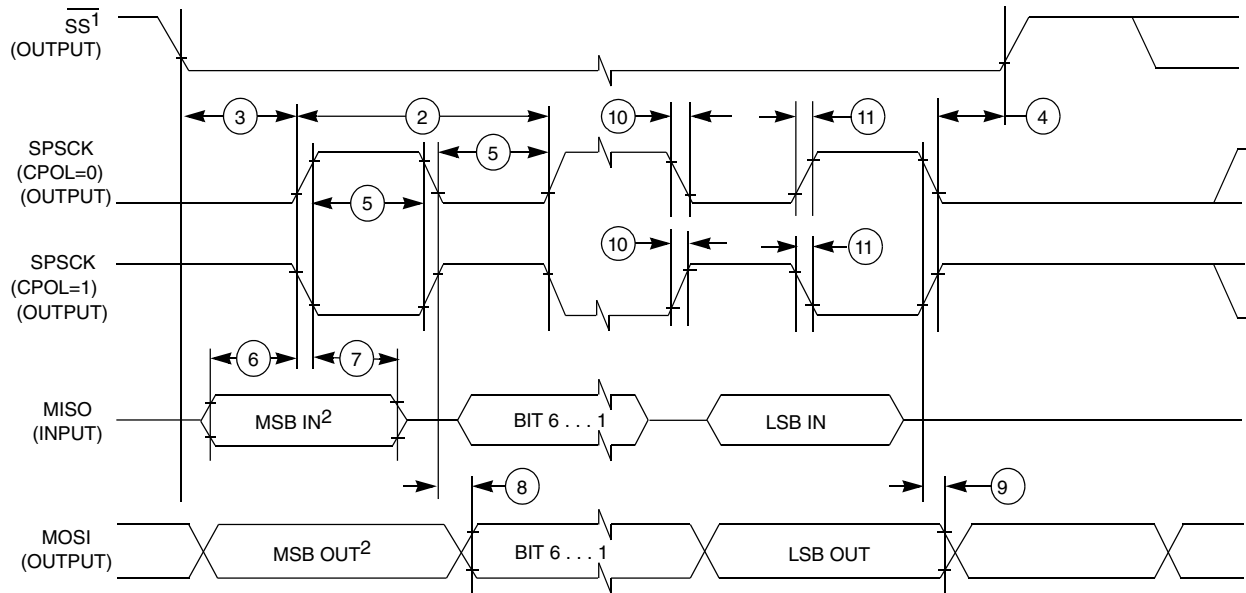 SS1
(OUTPUT)
3
2
10
11
4
SPSCK
(CPOL=0)
(OUTPUT)
5
5
10
11
SPSCK
(CPOL=1)
(OUTPUT)
6
7
MISO
(INPUT)
MSB IN2
BIT 6 . . . 1
LSB IN
8
9
MOSI
(OUTPUT)
MSB OUT2
BIT 6 . . . 1
LSB OUT